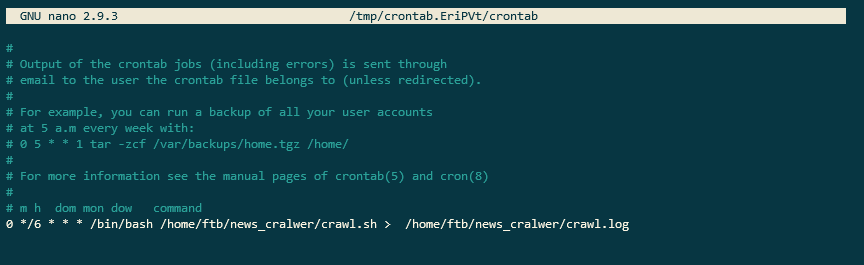 GNU nano 2.9.3 /tmp/crontab.EriPVt/crontab
#
# Output of the crontab jobs (including errors) is sent through
# email to the user the crontab file belongs to (unless redirected).
#
# For example, you can run a backup of all your user accounts
# at 5 a.m every week with:
# 0 5 * * 1 tar -zcf /var/backups/home.tgz /home/
#
# For more information see the manual pages of crontab(5) and cron(8)
#
# m h  dom mon dow   command
0 */6 * * * /bin/bash /home/ftb/news_cralwer/crawl.sh >  /home/ftb/news_cralwer/crawl.log